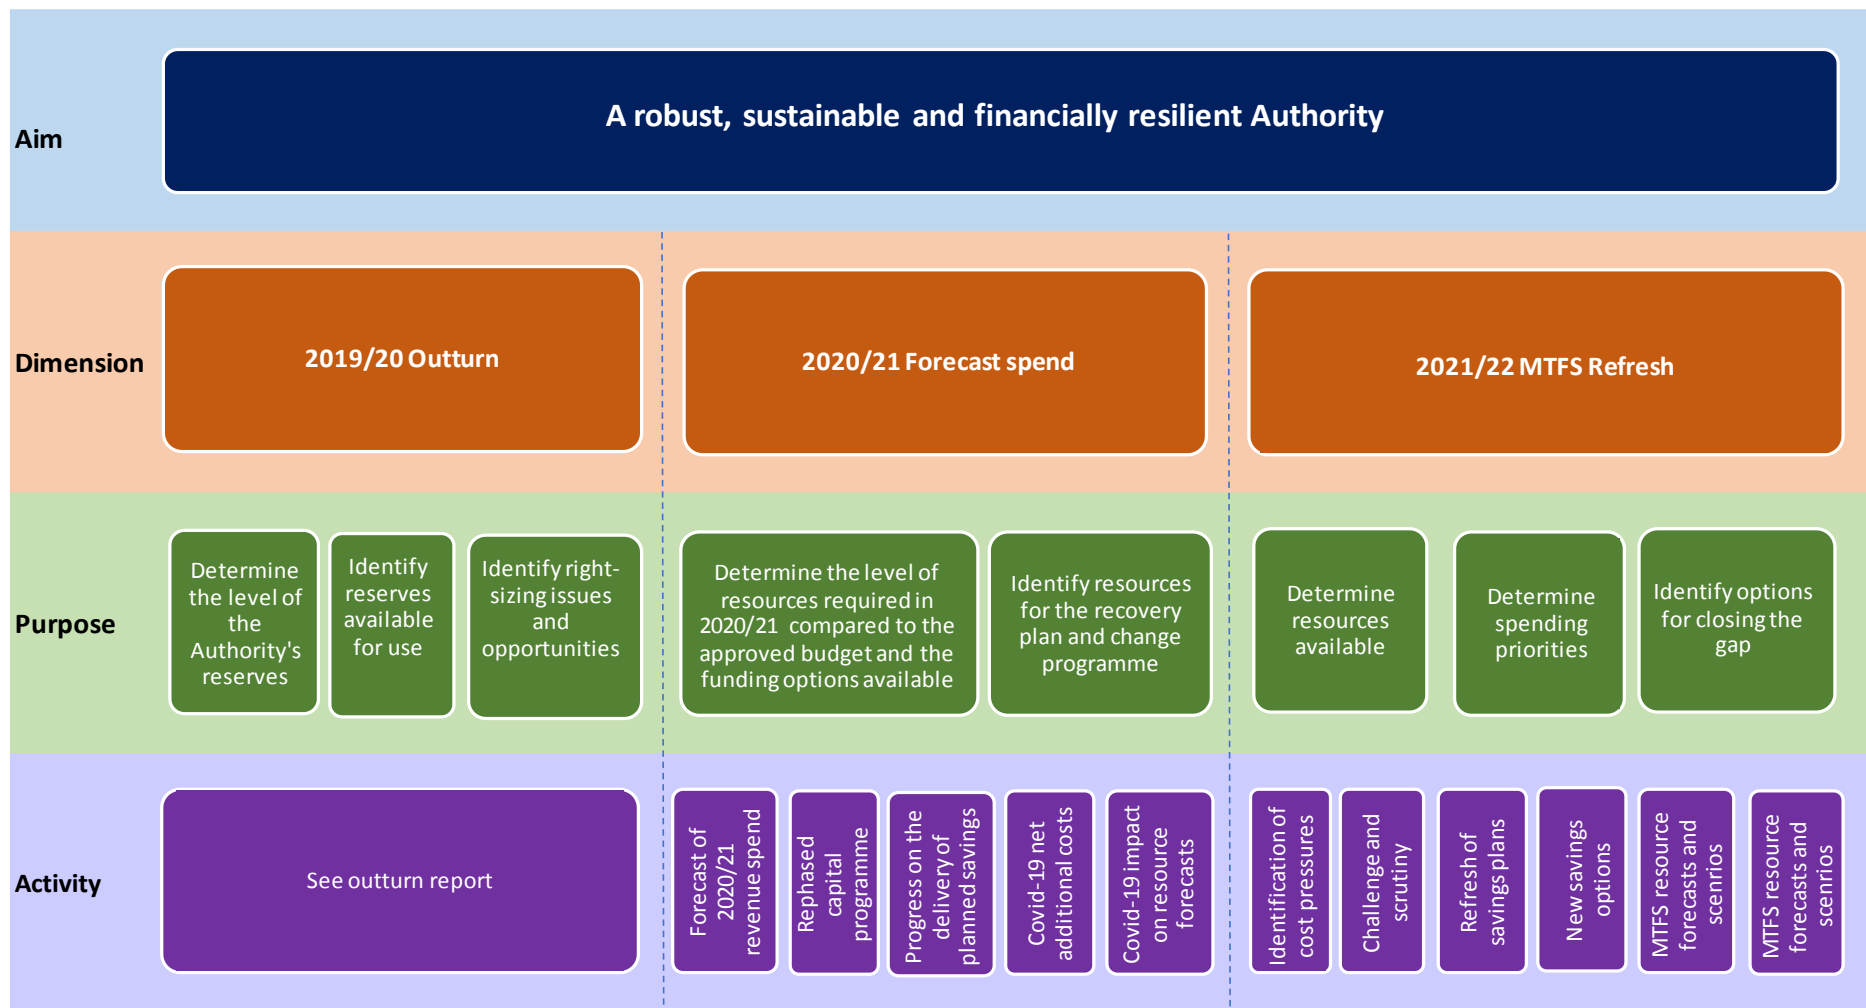 Aim
A robust, sustainable and financially resilient Authority
Dimension
2019/20 Outturn
2020/21 Forecast spend
2021/22 MTFS Refresh
Purpose
Determine
the level of
the
Authority's
reserves
Identify
reserves
available
for use
Identify right-
sizing issues
and
opportunities
Determine the level of
resources required in
2020/21 compared to the
approved budget and the
funding options available
Identify resources
for the recovery
plan and change
programme
Determine
resources
available
Determine
spending
priorities
Identify options
for closing the
gap
Activity
See outturn report
Forecast of
2020/21
revenue spend
Rephased
capital
programme
Progress on the
delivery of
planned savings
Covid-19 net
additional costs
Covid-19 impact
on resource
forecasts
Identification of
cost pressures
Challenge and
scrutiny
Refresh of
savings plans
New savings
options
MTFS resource
forecasts and
scenrios
MTFS resource
forecasts and
scenrios